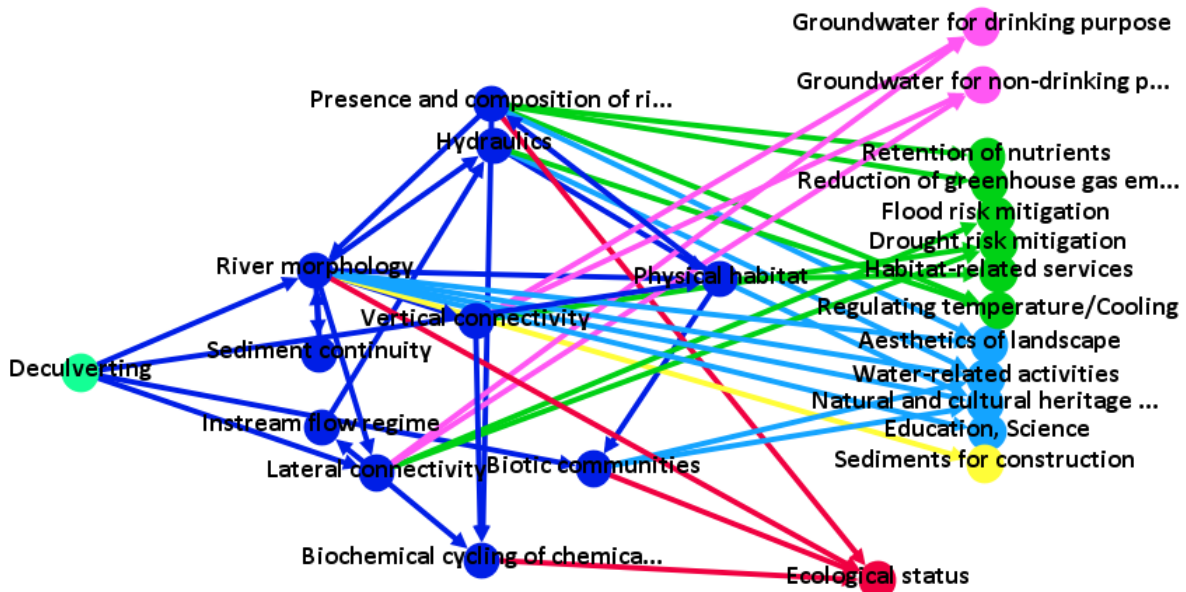 Groundwater for drinking purpose
Groundwater for non-drinking p...
Presence and composition of ri...
Hydraulics
Retention of nutrients
Reduction of greenhouse gas em...
Flood risk mitigation
Drought risk mitigation
River morphology
Physical habitat
Habitat-related services
Regulating temperature/Cooling
Vertical connectivity
Aesthetics of landscape
Sediment continuity
Deculverting
Water-related activities
Natural and cultural heritage ...
Instream flow regime
Education, Science
Lateral connectivity
Biotic communities
Sediments for construction
Biochemical cycling of chemica...
Ecological status